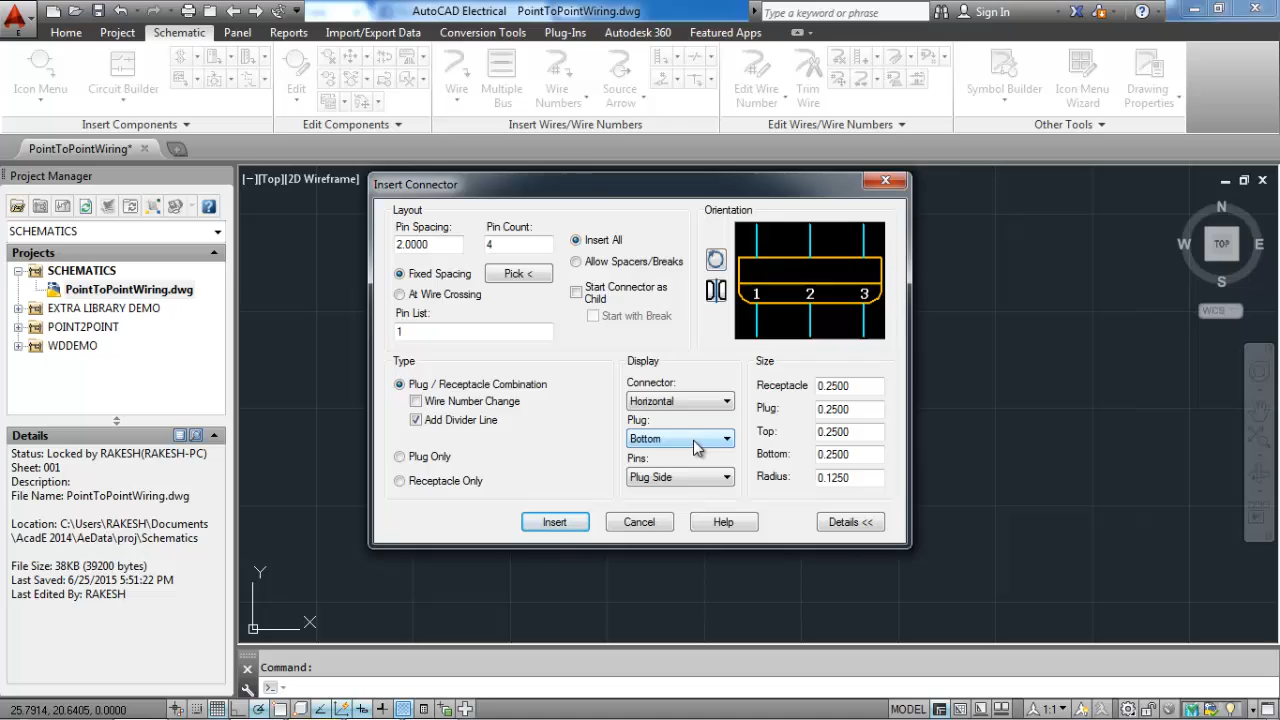 AutoCAD Electrical PointToPointWiring.dwg
Type a keyword or phrase
Sign In
Home Project Schematic Panel Reports Import/Export Data Conversion Tools Plug-Ins Autodesk 360 Featured Apps
Icon Menu
Circuit Builder
Edit
Wire
Multiple Bus
Wire Numbers
Source Arrow
Edit Wire Number
Trim Wire
Symbol Builder
Icon Menu Wizard
Drawing Properties
Insert Components
Edit Components
Insert Wires/Wire Numbers
Edit Wires/Wire Numbers
Other Tools
PointToPointWiring*
Project Manager
SCHEMATICS
Projects
SCHEMATICS
PointToPointWiring.dwg
EXTRA LIBRARY DEMO
POINT2POINT
WDDEMO
Details
Status: Locked by RAKESH(RAKESH-PC)
Sheet: 001
Description:
File Name: PointToPointWiring.dwg
Location: C:\Users\RAKESH\Documents
\AcadE 2014\AeData\proj\Schematics
File Size: 38KB (39200 bytes)
Last Saved: 6/25/2015 5:51:22 PM
Last Edited By: RAKESH
[−][Top][2D Wireframe]
N
W TOP E
S
WCS
Insert Connector
Layout
Pin Spacing: Pin Count:
2.0000 4
Fixed Spacing Pick <
At Wire Crossing
Pin List:
1
Insert All
Allow Spacers/Breaks
Start Connector as
Child
Start with Break
Orientation
1 2 3
Type
Plug / Receptacle Combination
Wire Number Change
Add Divider Line
Plug Only
Receptacle Only
Display
Connector:
Horizontal
Plug:
Bottom
Pins:
Plug Side
Size
Receptacle 0.2500
Plug: 0.2500
Top: 0.2500
Bottom: 0.2500
Radius: 0.1250
Insert Cancel Help Details <<
Y
X
Command:
25.7914, 20.6405, 0.0000
MODEL
1:1